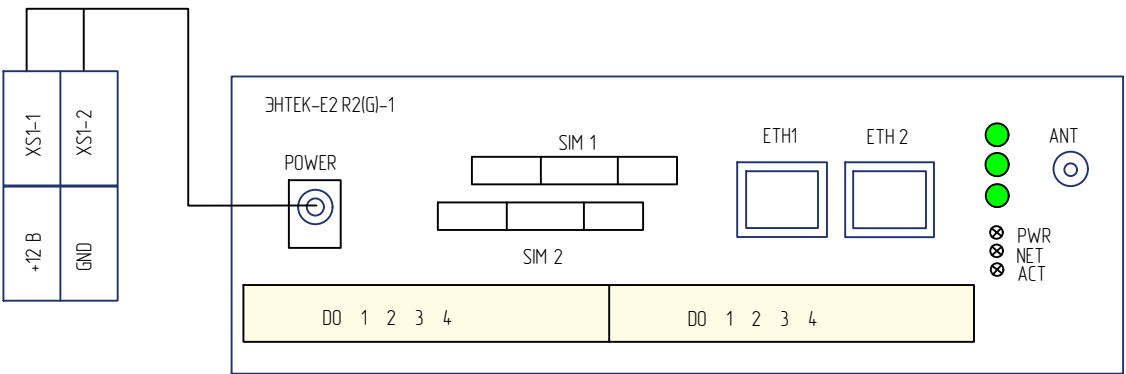 XS1-1
XS1-2
+12 В
GND
ЭНТЕК-E2 R2(G)-1
POWER
SIM 1
SIM 2
ETH1
ETH 2
ANT
PWR
NET
ACT
DO 1 2 3 4
DO 1 2 3 4